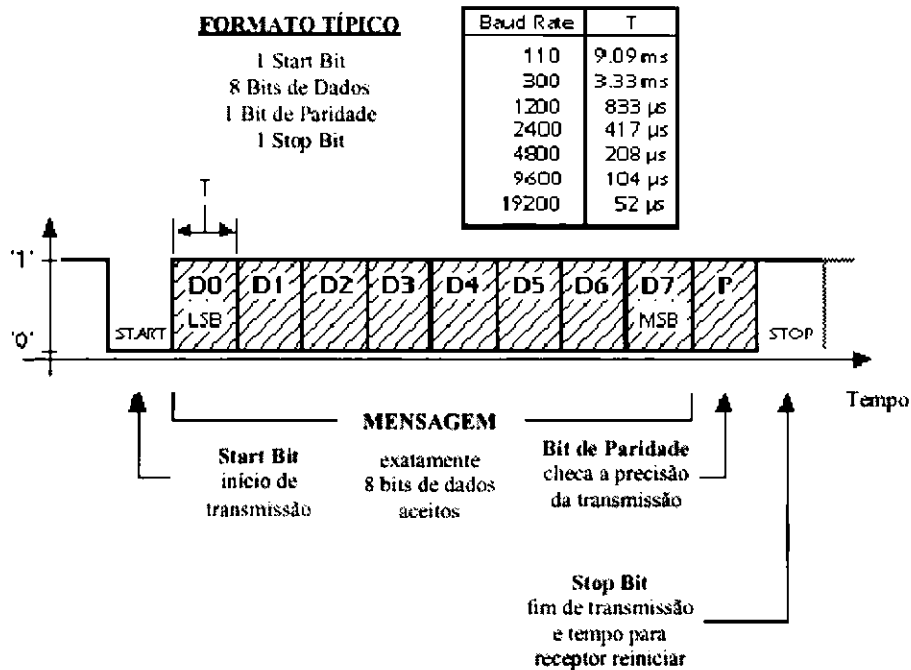 FORMATO TÍPICO
1 Start Bit
8 Bits de Dados
1 Bit de Paridade
1 Stop Bit
Baud Rate T
110 9.09 ms
300 3.33 ms
1200 833 µs
2400 417 µs
4800 208 µs
9600 104 µs
19200 52 µs
T
'1'
'0'
START
D0
LSB
D1
D2
D3
D4
D5
D6
D7
MSB
P
STOP
Tempo
MENSAGEM
exatamente
8 bits de dados
aceitos
Start Bit
início de
transmissão
Bit de Paridade
checa a precisão
da transmissão
Stop Bit
fim de transmissão
e tempo para
receptor reiniciar